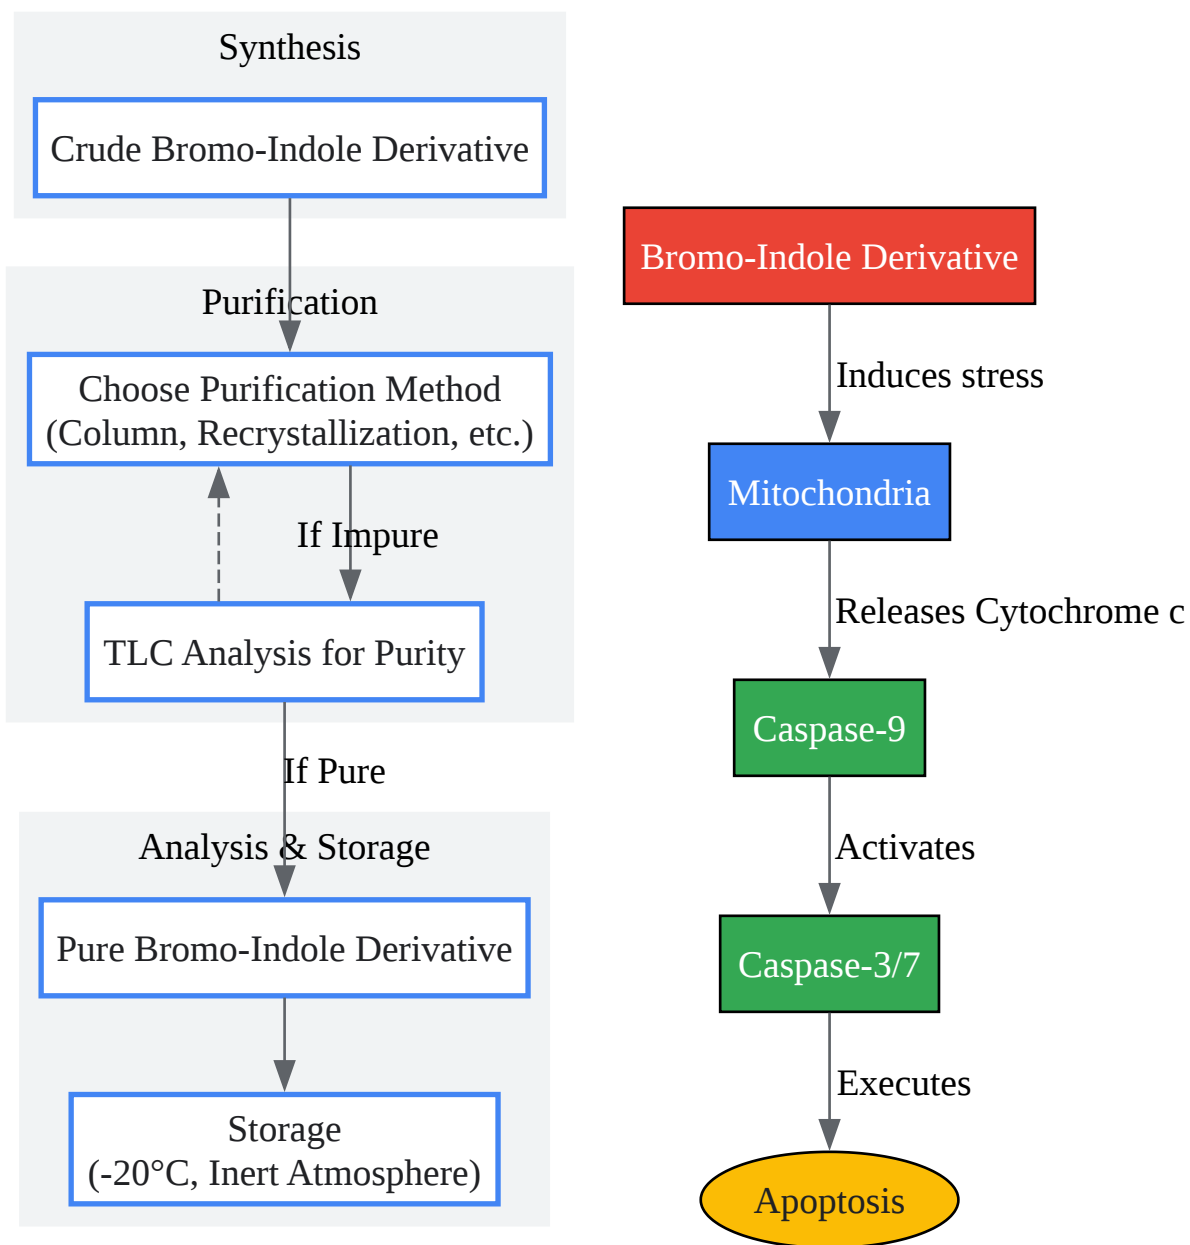 Synthesis
Crude Bromo-Indole Derivative
Purification
Choose Purification Method
(Column, Recrystallization, etc.)
If Impure
TLC Analysis for Purity
If Pure
Analysis & Storage
Pure Bromo-Indole Derivative
Storage
(-20°C, Inert Atmosphere)
Bromo-Indole Derivative
Induces stress
Mitochondria
Releases Cytochrome c
Caspase-9
Activates
Caspase-3/7
Executes
Apoptosis